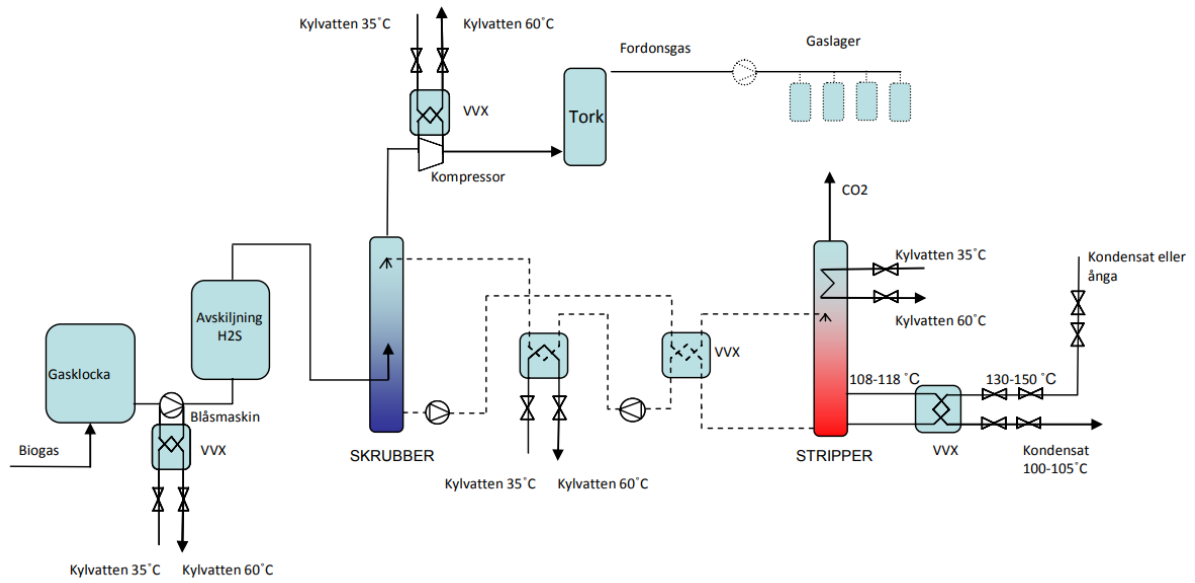 Kylvatten 35˚C
Kylvatten 60˚C
VVX
Kompressor
Tork
Fordonsgas
Gaslager
CO2
Kylvatten 35˚C
Kylvatten 60˚C
Kondensat eller
ånga
Avskiljning
H2S
Gasklocka
Blåsmaskin
VVX
Biogas
Kylvatten 35˚C
Kylvatten 60˚C
SKRUBBER
Kylvatten 35˚C
Kylvatten 60˚C
VVX
108-118 ˚C
130-150 ˚C
STRIPPER
VVX
Kondensat
100-105˚C